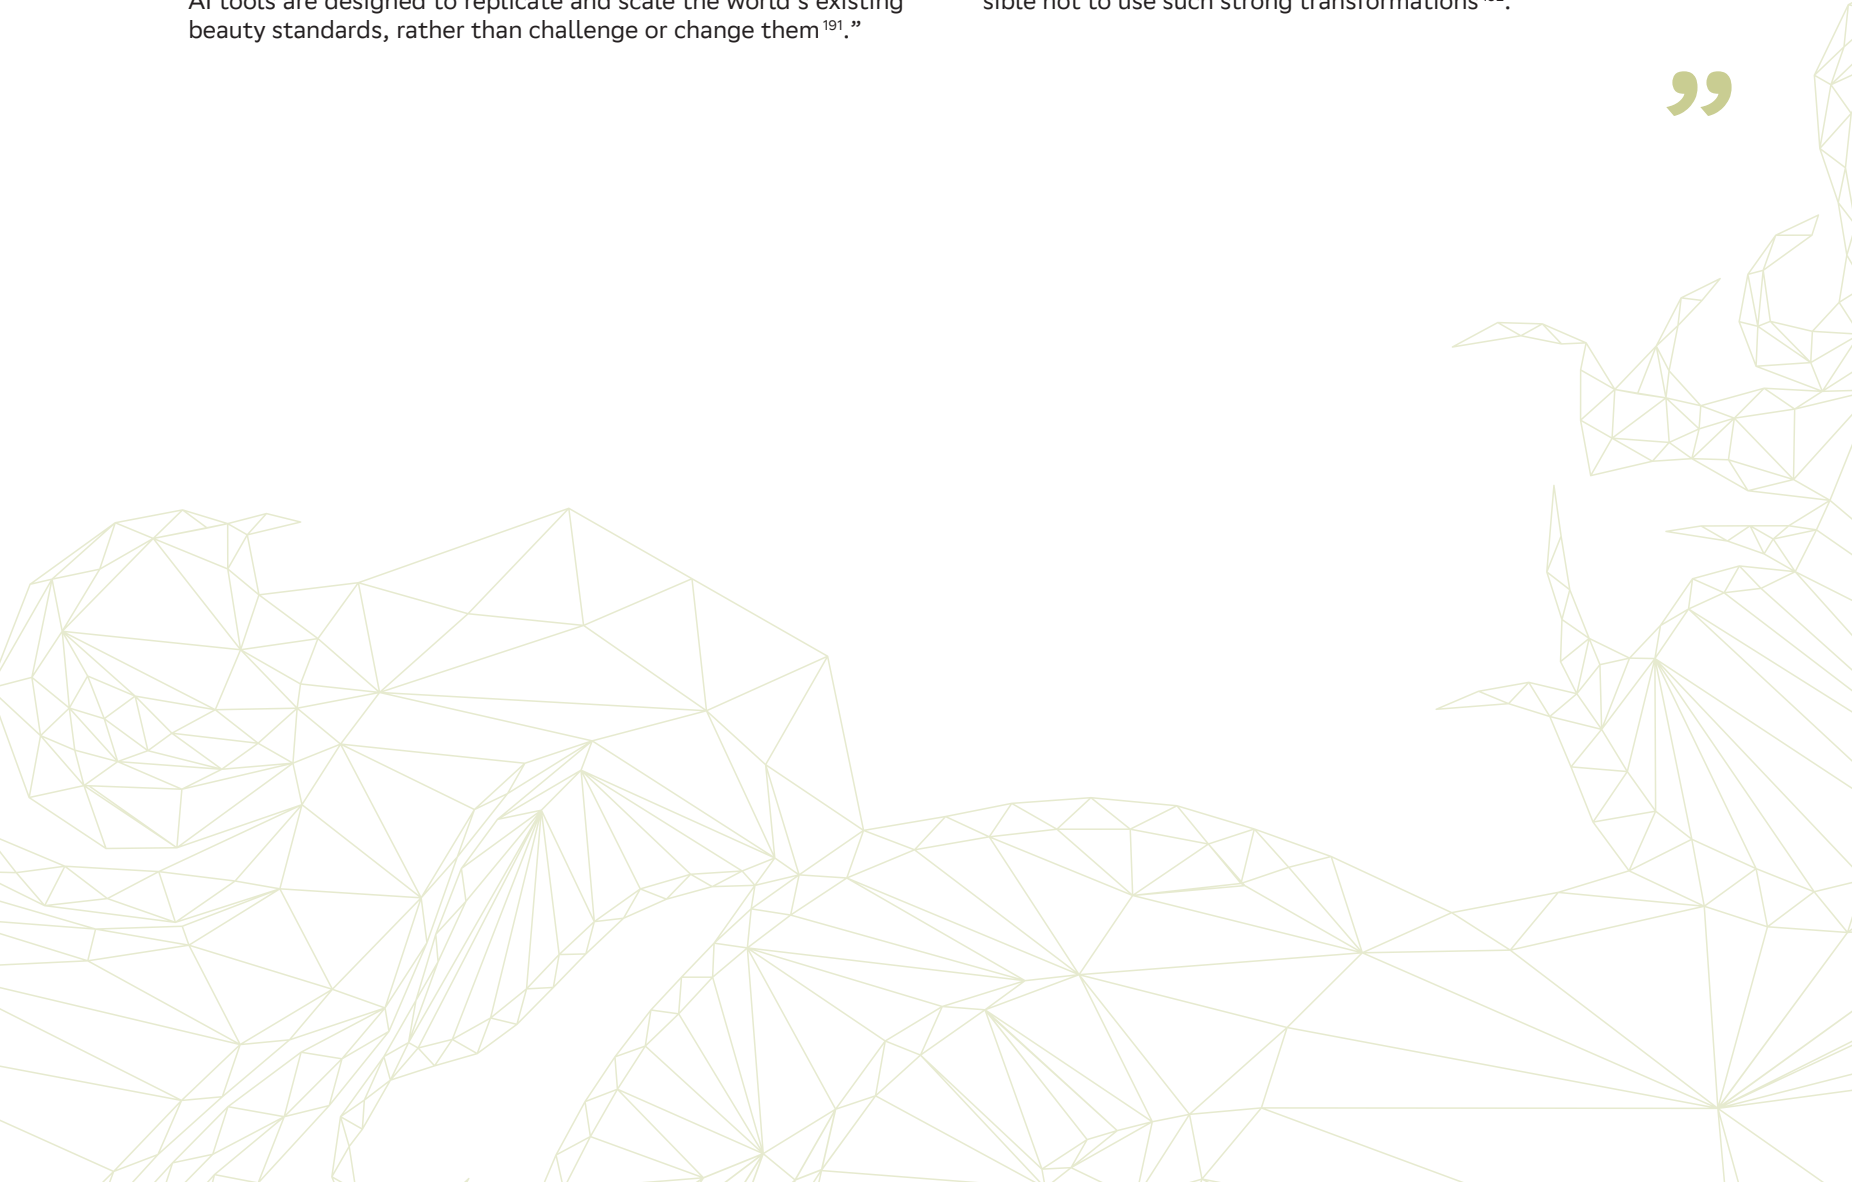 AI tools are designed to replicate and scale the world's existing
beauty standards, rather than challenge or change them 191."
sible not to use such strong transformations
”